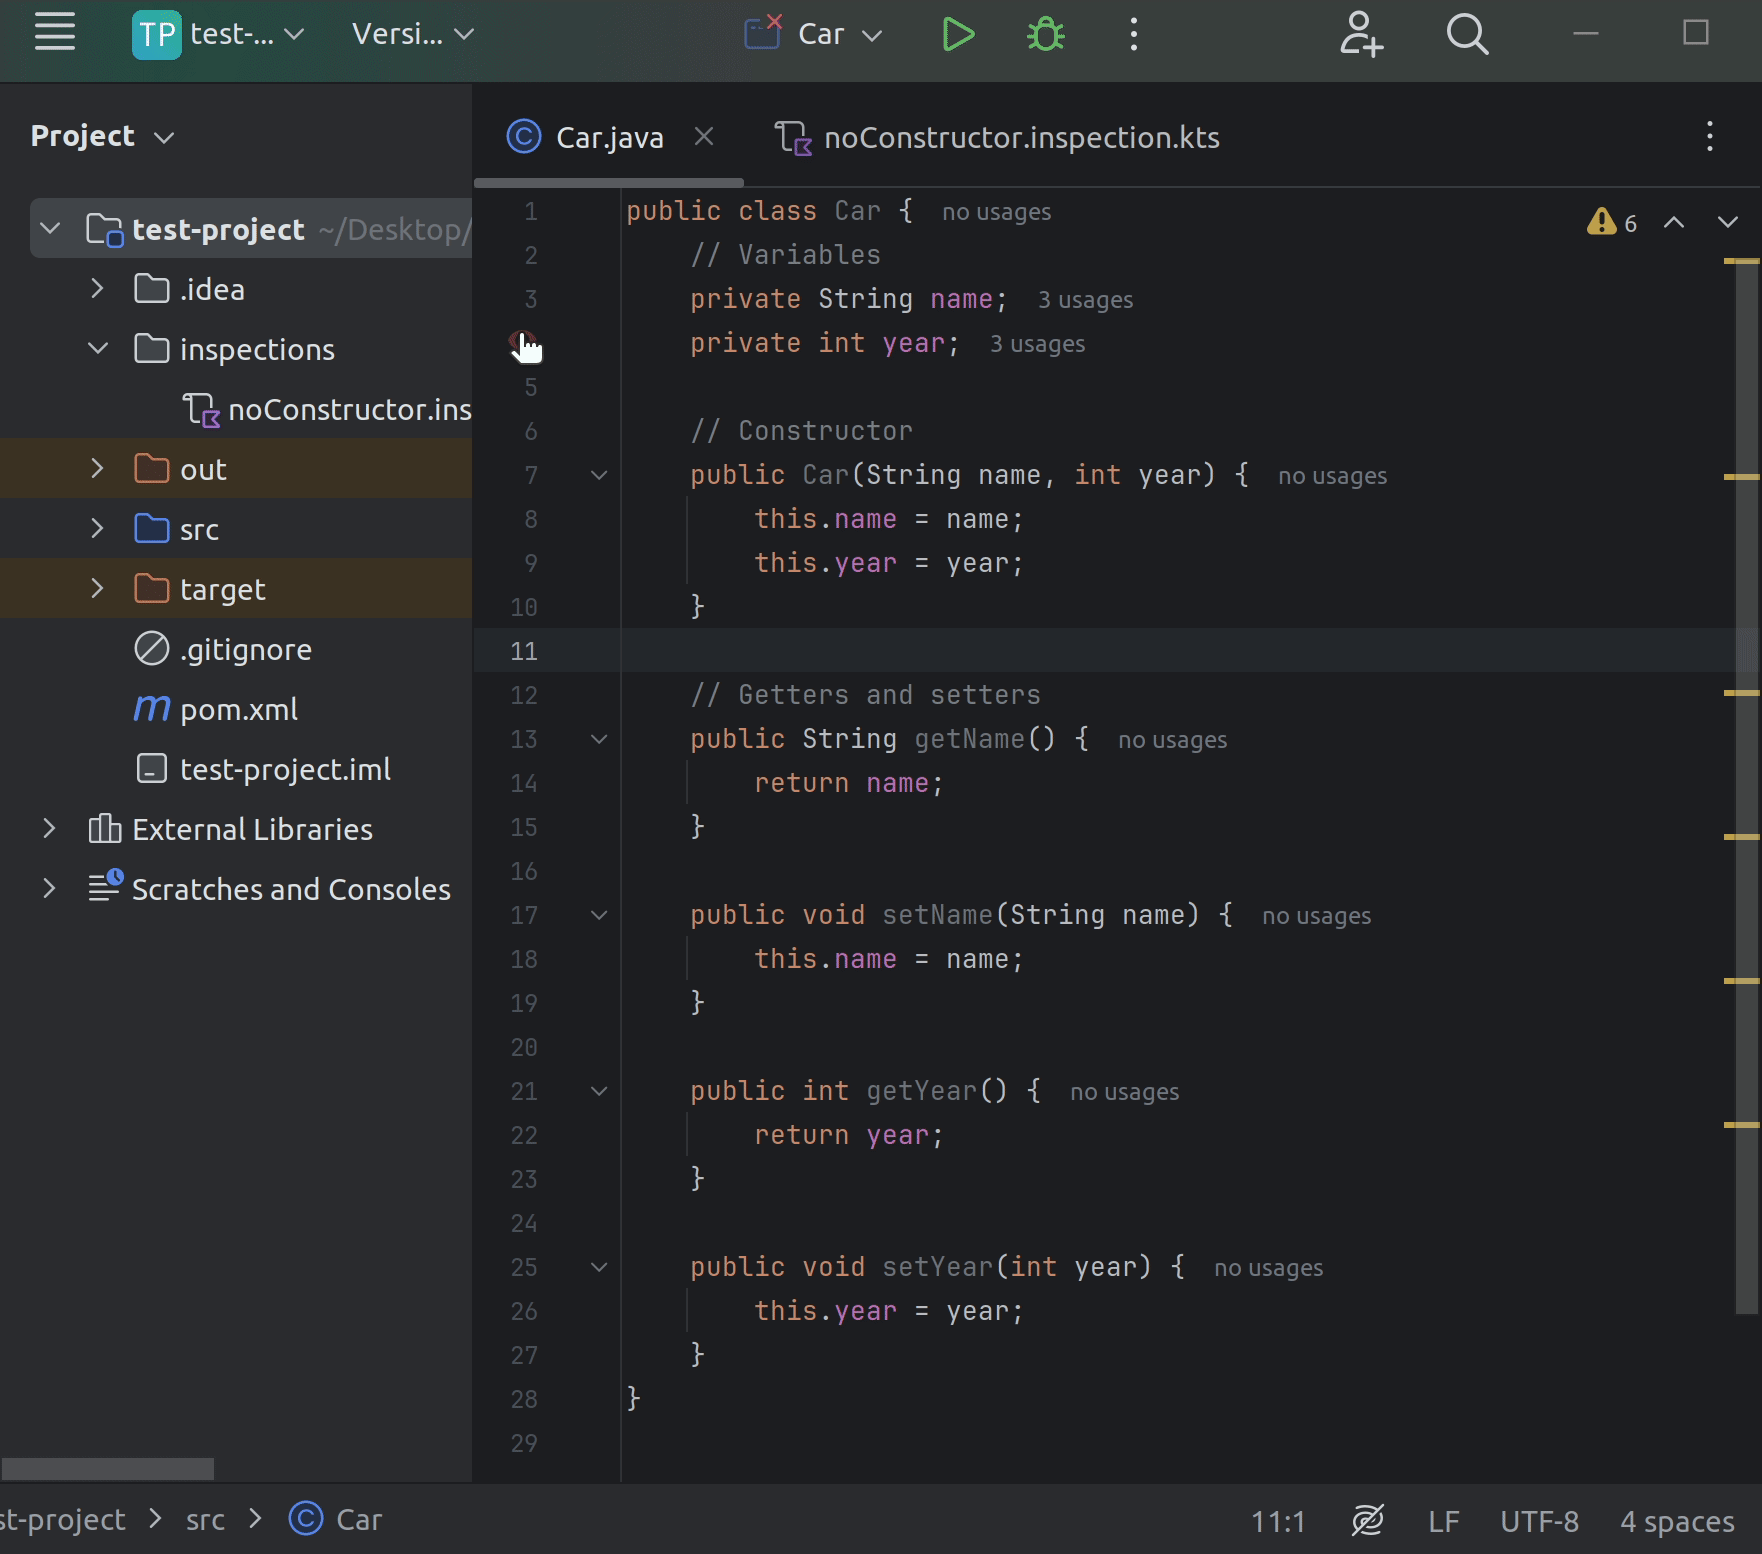 TP test-... Versi... Car
Project
Car.java noConstructor.inspection.kts
test-project ~/Desktop/
.idea
inspections
noConstructor.ins
out
src
target
.gitignore
m pom.xml
test-project.iml
External Libraries
Scratches and Consoles
6
1 public class Car { no usages
2 // Variables
3 private String name; 3 usages
private int year; 3 usages
5
6 // Constructor
7 public Car(String name, int year) { no usages
8 this.name = name;
9 this.year = year;
10 }
11
12 // Getters and setters
13 public String getName() { no usages
14 return name;
15 }
16
17 public void setName(String name) { no usages
18 this.name = name;
19 }
20
21 public int getYear() { no usages
22 return year;
23 }
24
25 public void setYear(int year) { no usages
26 this.year = year;
27 }
28 }
29
st-project src C Car
11:1 LF UTF-8 4 spaces